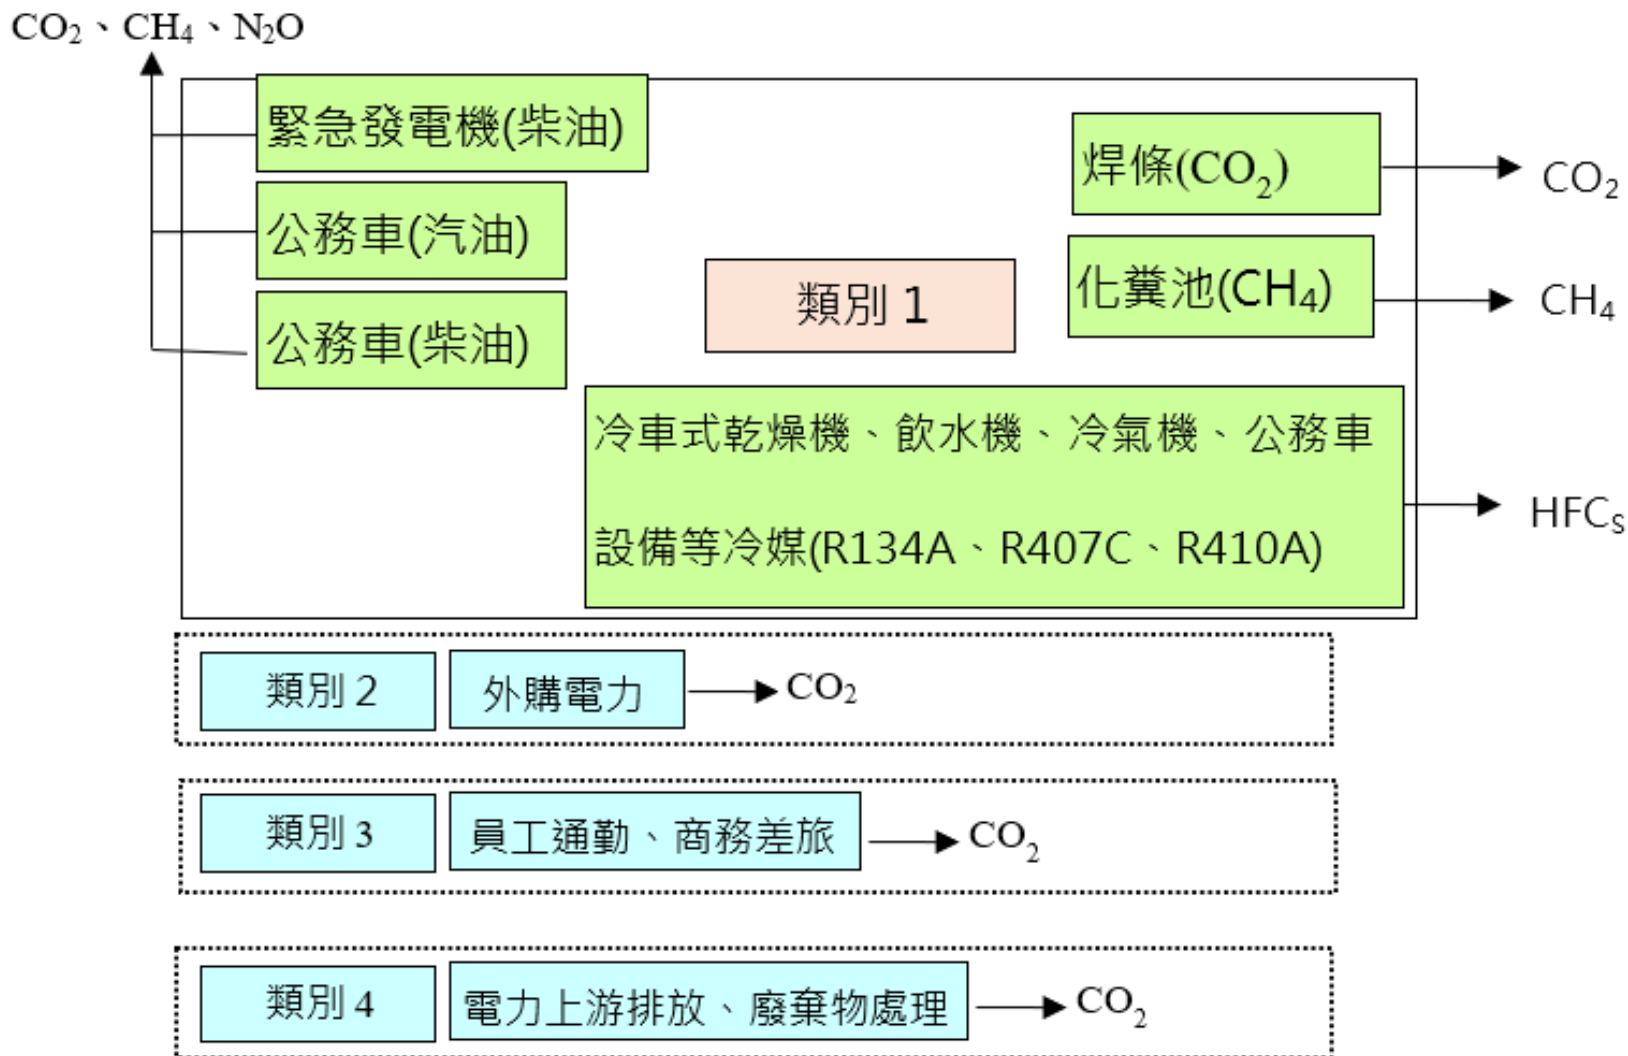 CO₂、CH₄、N₂O
緊急發電機(柴油)
公務車(汽油)
公務車(柴油)
類別 1
焊條(CO₂)
CO₂
化糞池(CH₄)
CH₄
冷車式乾燥機、飲水機、冷氣機、公務車
設備等冷媒(R134A、R407C、R410A)
HFCₛ
類別 2
外購電力
CO₂
類別 3
員工通勤、商務差旅
CO₂
類別 4
電力上游排放、廢棄物處理
CO₂